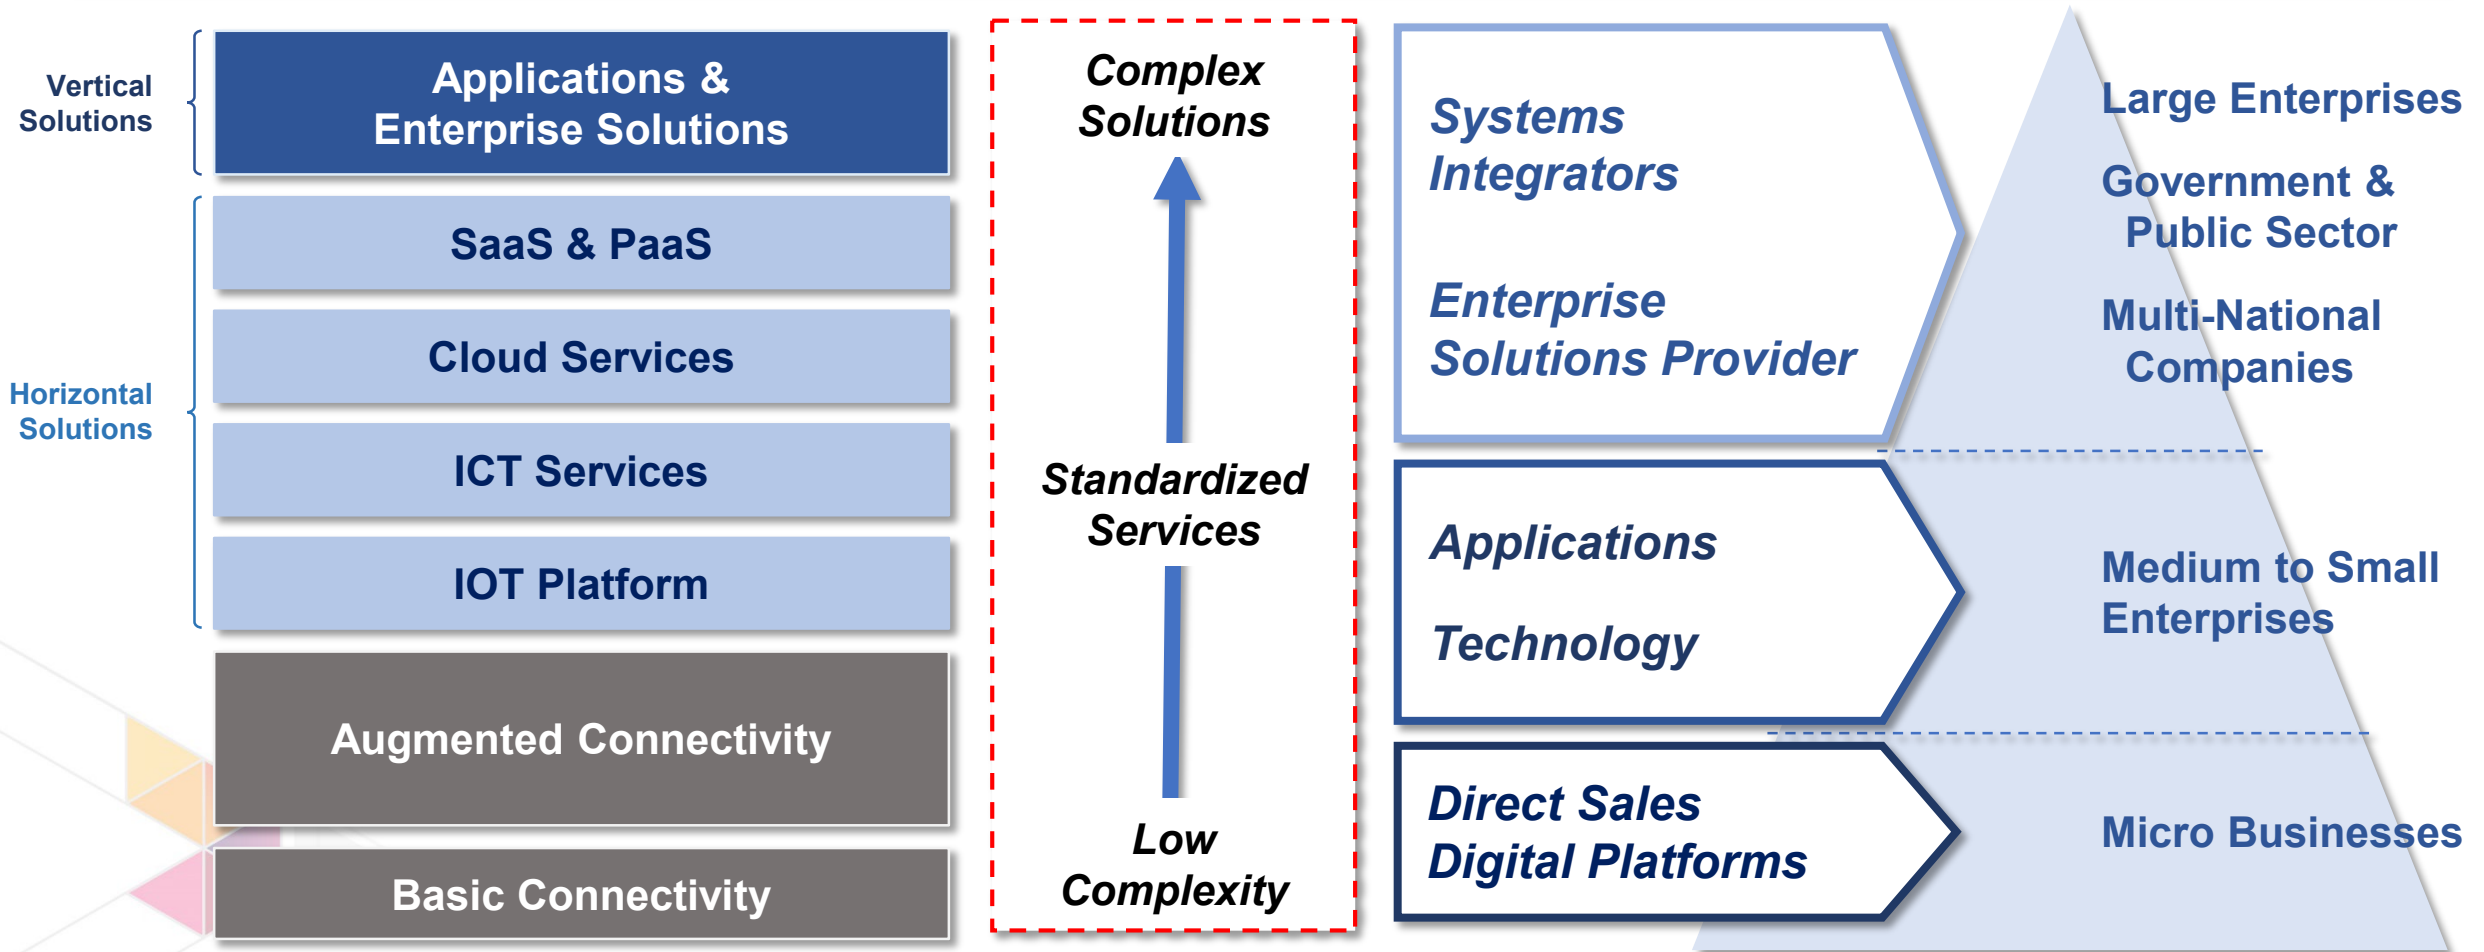 Vertical
Solutions
Applications &
Enterprise Solutions
Horizontal
Solutions
SaaS & PaaS
Cloud Services
ICT Services
IOT Platform
Augmented Connectivity
Basic Connectivity
Complex
Solutions
Standardized
Services
Low
Complexity
Systems
Integrators
Enterprise
Solutions Provider
Applications
Technology
Direct Sales
Digital Platforms
Large Enterprises
Government &
Public Sector
Multi-National
Companies
Medium to Small
Enterprises
Micro Businesses